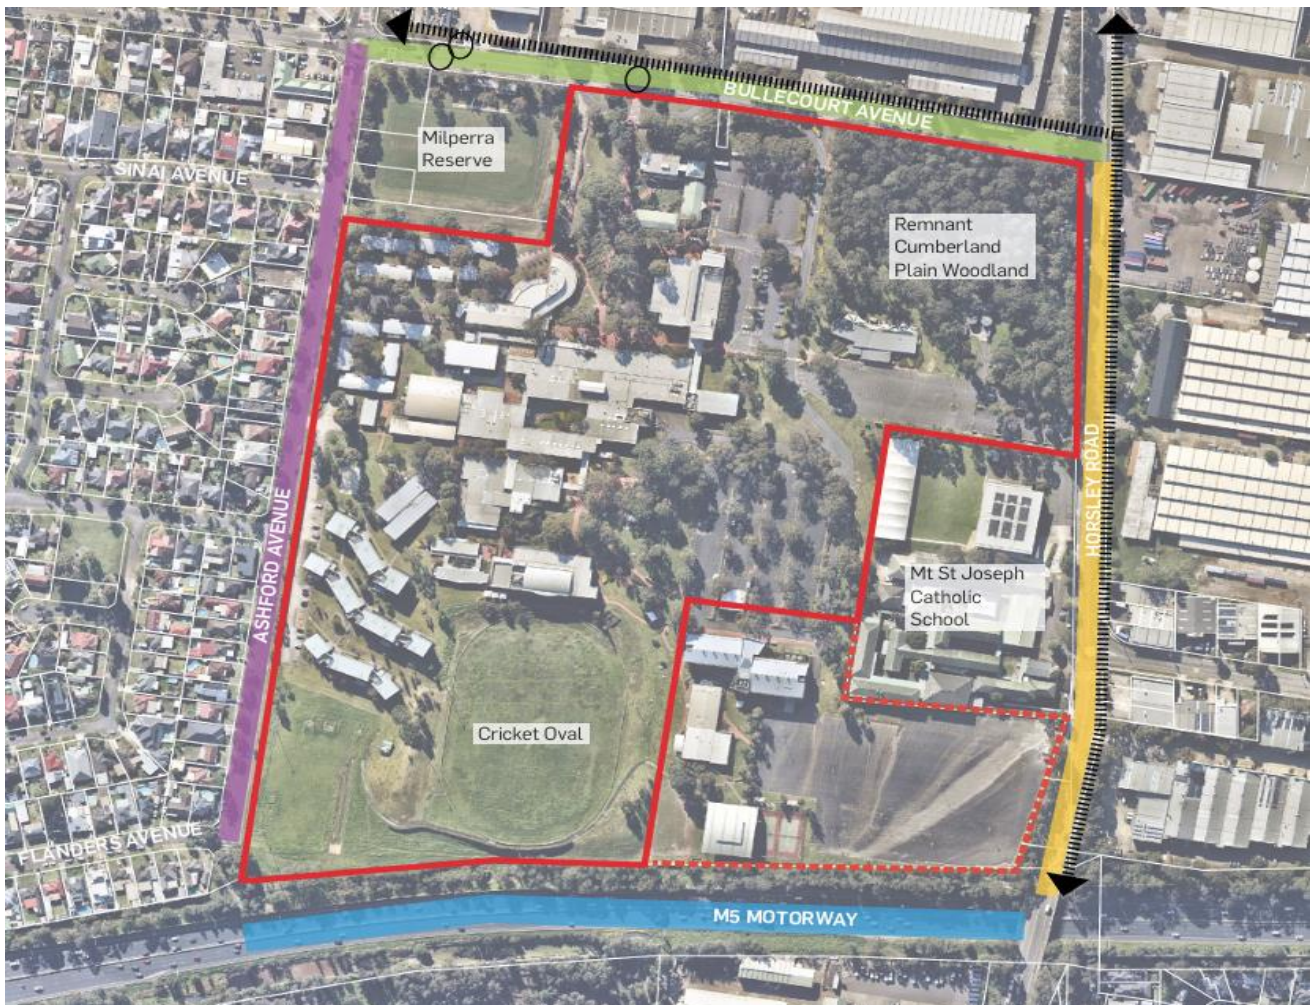 BULLECOURT AVENUE
Milperra
Reserve
SINAI AVENUE
Remnant
Cumberland
Plain Woodland
HORSLEY ROAD
ASHFORD AVENUE
Mt St Joseph
Catholic
School
Cricket Oval
FLANDERS AVENUE
M5 MOTORWAY